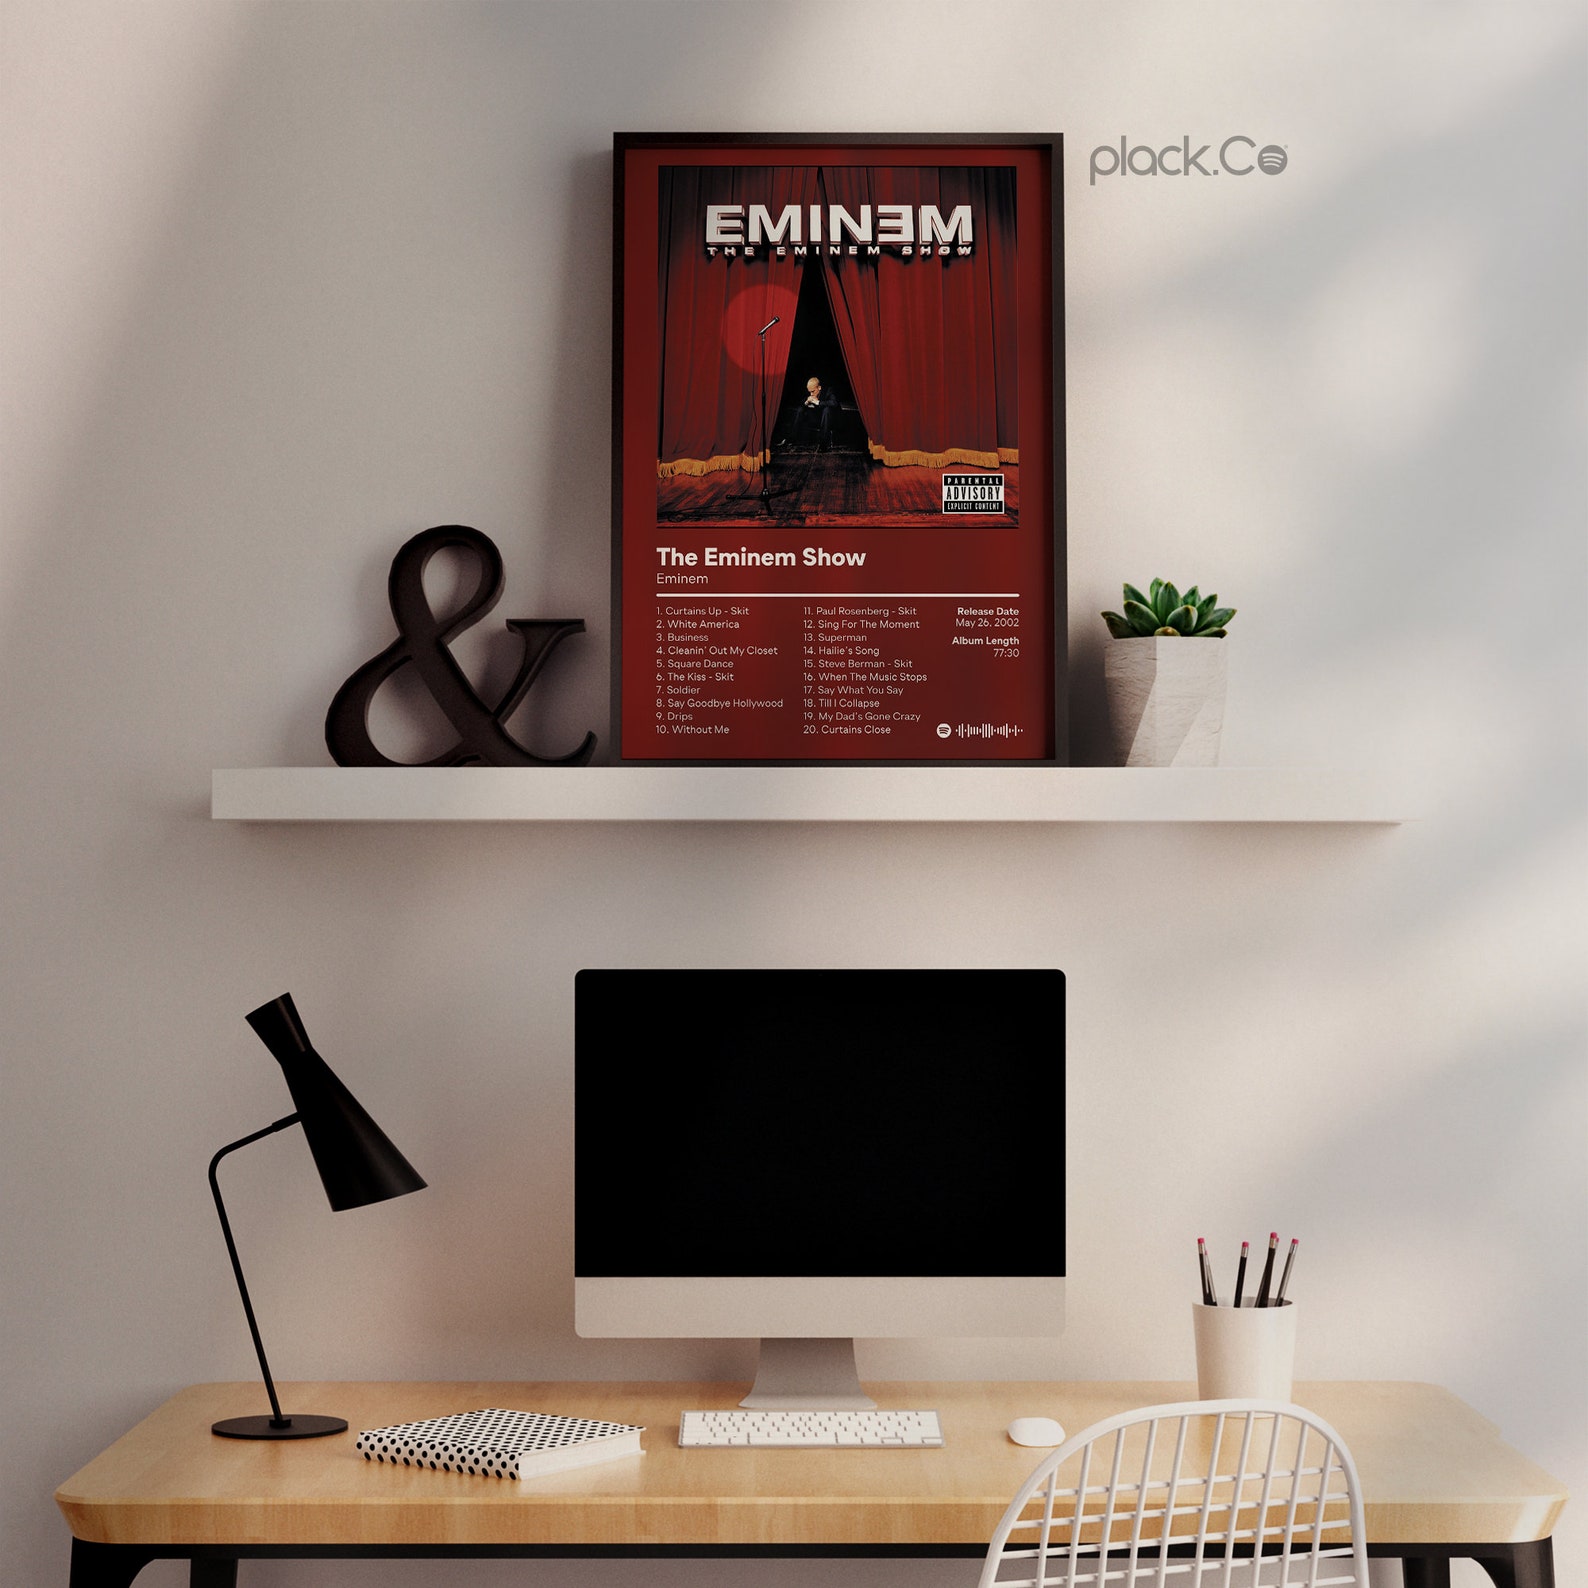 plack.Co
EMINEM
THE EMINEM SHOW
PARENTAL
ADVISORY
EXPLICIT CONTENT
The Eminem Show
Eminem
1. Curtains Up - Skit
2. White America
3. Business
4. Cleanin' Out My Closet
5. Square Dance
6. The Kiss - Skit
7. Soldier
8. Say Goodbye Hollywood
9. Drips
10. Without Me
11. Paul Rosenberg - Skit
12. Sing For The Moment
13. Superman
14. Hailie's Song
15. Steve Berman - Skit
16. When The Music Stops
17. Say What You Say
18. Till I Collapse
19. My Dad's Gone Crazy
20. Curtains Close
Release Date
May 26. 2002
Album Length
77:30
&